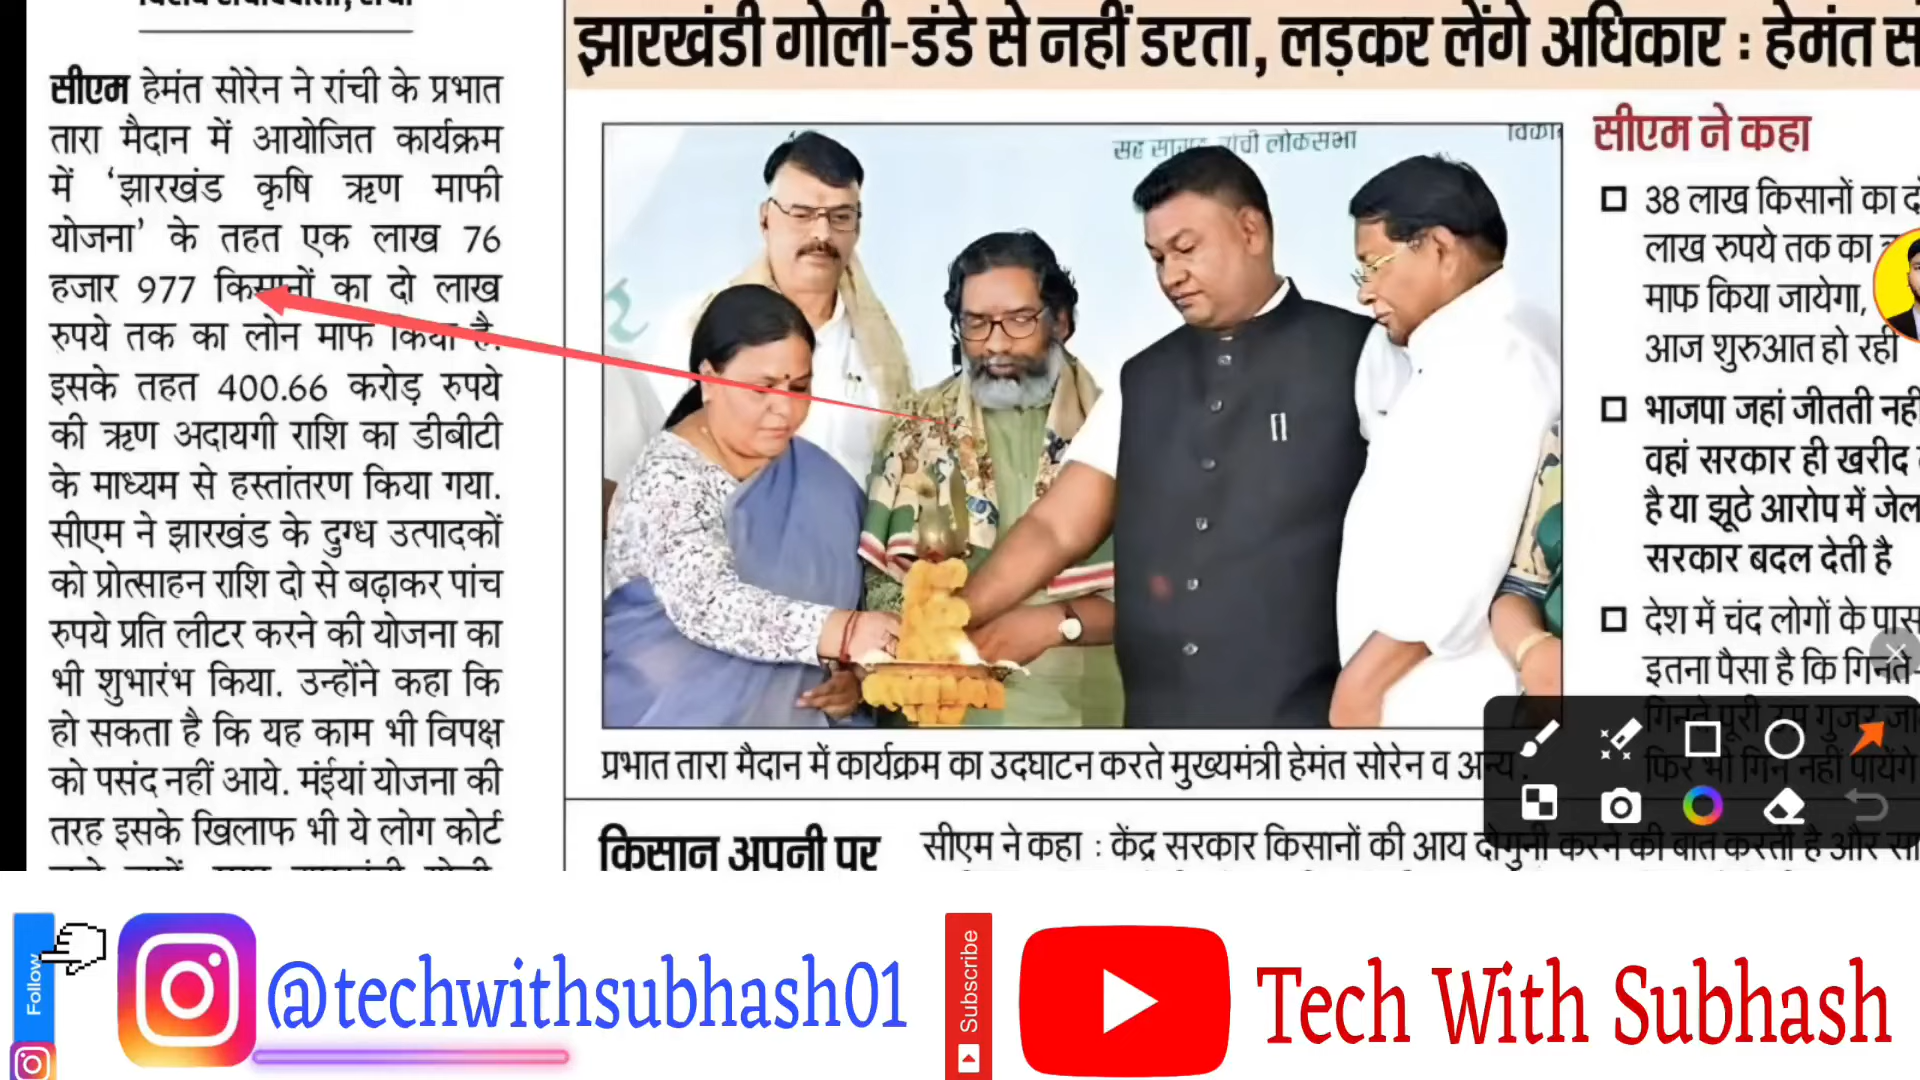 झारखंडी गोली-डंडे से नहीं डरता, लड़कर लेंगे अधिकार : हेमंत
सीएम हेमंत सोरेन ने रांची के प्रभात
तारा मैदान में आयोजित कार्यक्रम
में ‘झारखंड कृषि ऋण माफी
योजना’ के तहत एक लाख 76
हजार 977 किसानों का दो लाख
रुपये तक का लोन माफ किया है.
इसके तहत 400.66 करोड़ रुपये
की ऋण अदायगी राशि का डीबीटी
के माध्यम से हस्तांतरण किया गया.
सीएम ने झारखंड के दुग्ध उत्पादकों
को प्रोत्साहन राशि दो से बढ़ाकर पांच
रुपये प्रति लीटर करने की योजना का
भी शुभारंभ किया. उन्होंने कहा कि
हो सकता है कि यह काम भी विपक्ष
को पसंद नहीं आये. मंईयां योजना की
तरह इसके खिलाफ भी ये लोग कोर्ट
रांची लोकसभा
प्रभात तारा मैदान में कार्यक्रम का उदघाटन करते मुख्यमंत्री हेमंत सोरेन व अन्य .
सीएम ने कहा
38 लाख किसानों का
लाख रुपये तक का
माफ किया जायेगा,
आज शुरुआत हो रही
भाजपा जहां जीतती नहीं
वहां सरकार ही खरीद
है या झूठे आरोप में जेल
सरकार बदल देती है
देश में चंद लोगों के पास
इतना पैसा है कि गिनते-
गिनते पूरी उम्र गुजर
फिर भी गिन नहीं पायेंगे
किसान अपनी पर
सीएम ने कहा : केंद्र सरकार किसानों की आय दोगुनी करने की बात करती है और
Follow
@techwithsubhash01
Subscribe
Tech With Subhash